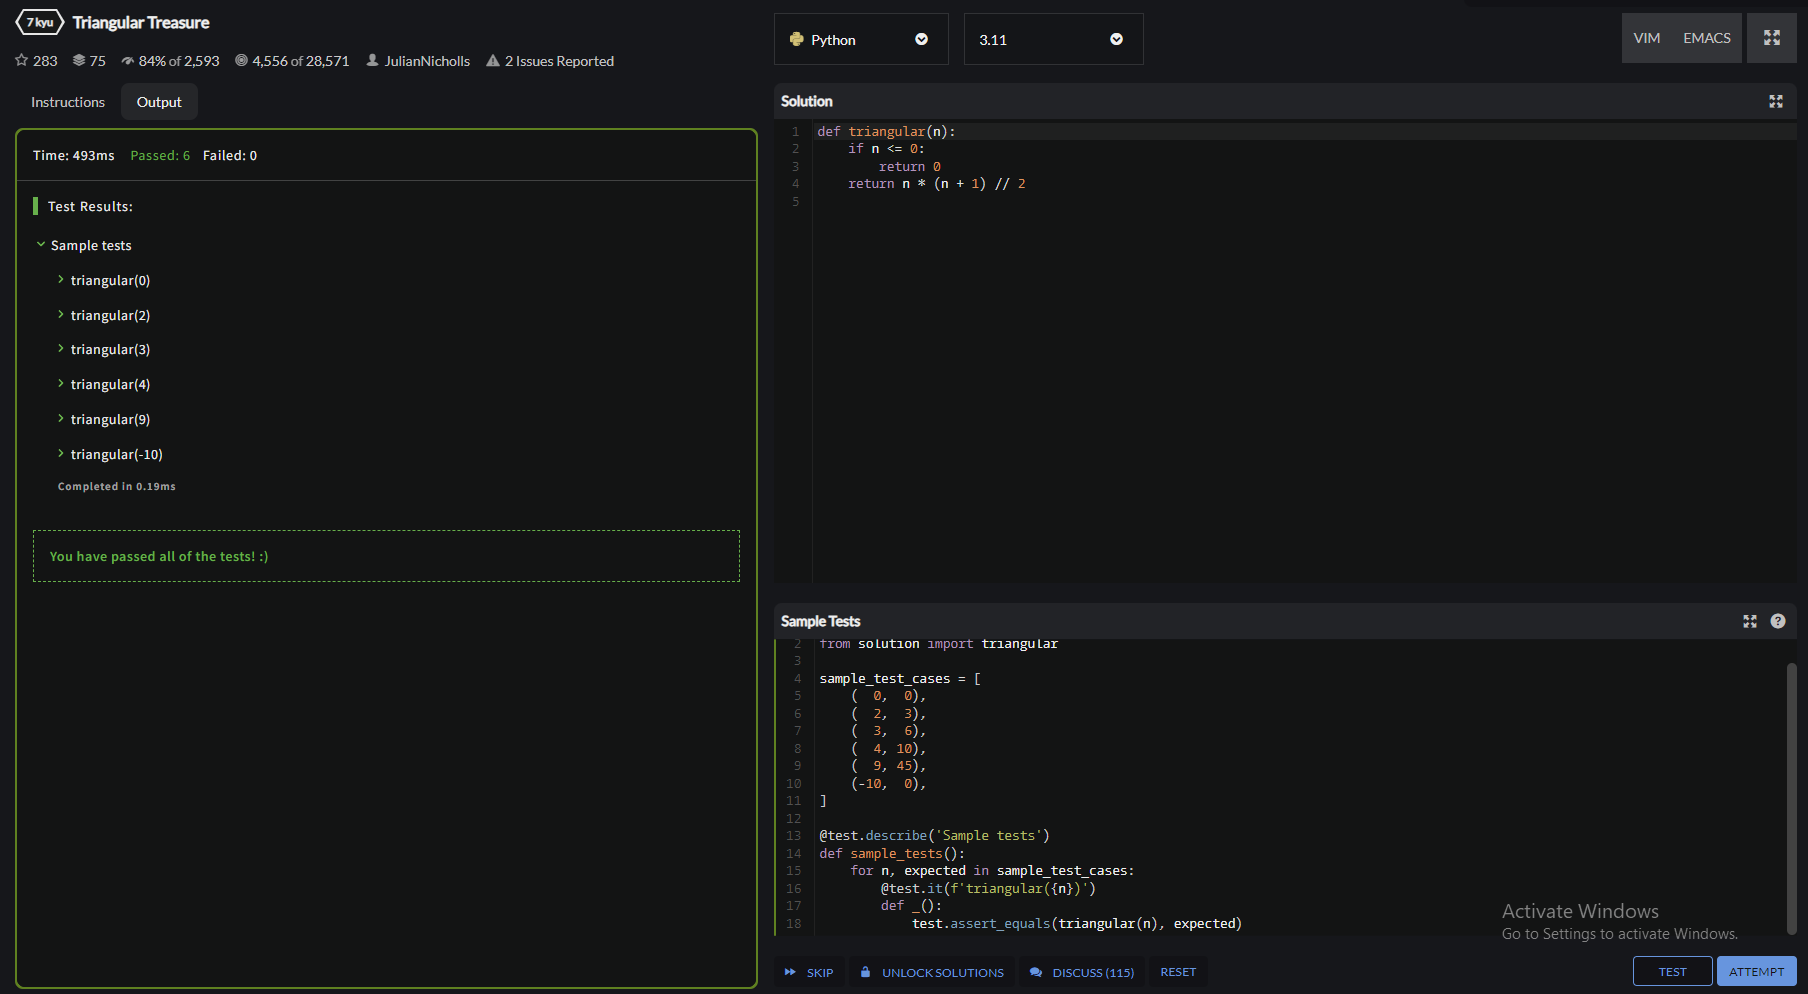 7 kyu Triangular Treasure
283 75 84% of 2,593 4,556 of 28,571 JulianNicholls 2 Issues Reported
Instructions Output
Time: 493ms Passed: 6 Failed: 0
Test Results:
Sample tests
triangular(0)
triangular(2)
triangular(3)
triangular(4)
triangular(9)
triangular(-10)
Completed in 0.19ms
You have passed all of the tests! :)
Python 3.11 VIM EMACS
Solution
1 def triangular(n):
2     if n <= 0:
3         return 0
4     return n * (n + 1) // 2
5
Sample Tests
2 from solution import triangular
3
4 sample_test_cases = [
5     (  0,  0),
6     (  2,  3),
7     (  3,  6),
8     (  4, 10),
9     (  9, 45),
10     (-10,  0),
11 ]
12
13 @test.describe('Sample tests')
14 def sample_tests():
15     for n, expected in sample_test_cases:
16         @test.it(f'triangular({n})')
17         def _():
18             test.assert_equals(triangular(n), expected)
Activate Windows
Go to Settings to activate Windows.
SKIP UNLOCK SOLUTIONS DISCUSS (115) RESET TEST ATTEMPT